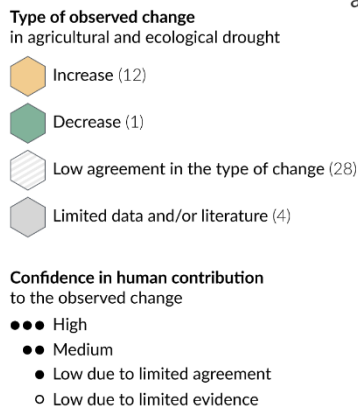 Type of observed change
in agricultural and ecological drought
Increase (12)
Decrease (1)
Low agreement in the type of change (28)
Limited data and/or literature (4)
Confidence in human contribution
to the observed change
●●● High
●● Medium
● Low due to limited agreement
○ Low due to limited evidence